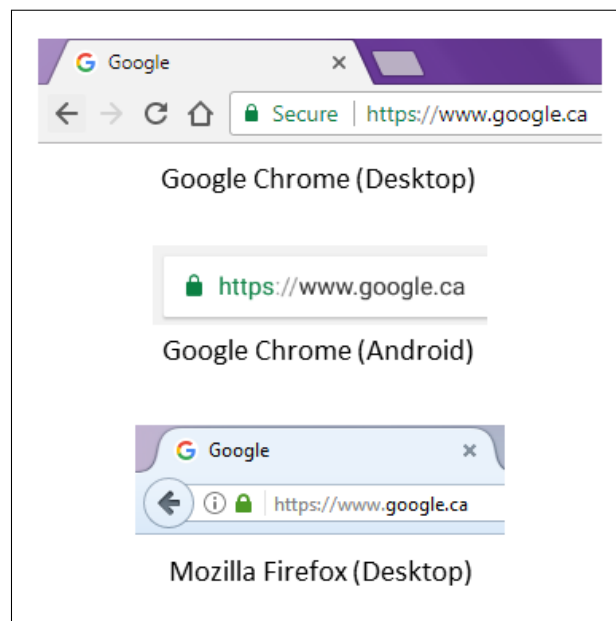 Google
Secure | https://www.google.ca
Google Chrome (Desktop)
https://www.google.ca
Google Chrome (Android)
Google
https://www.google.ca
Mozilla Firefox (Desktop)